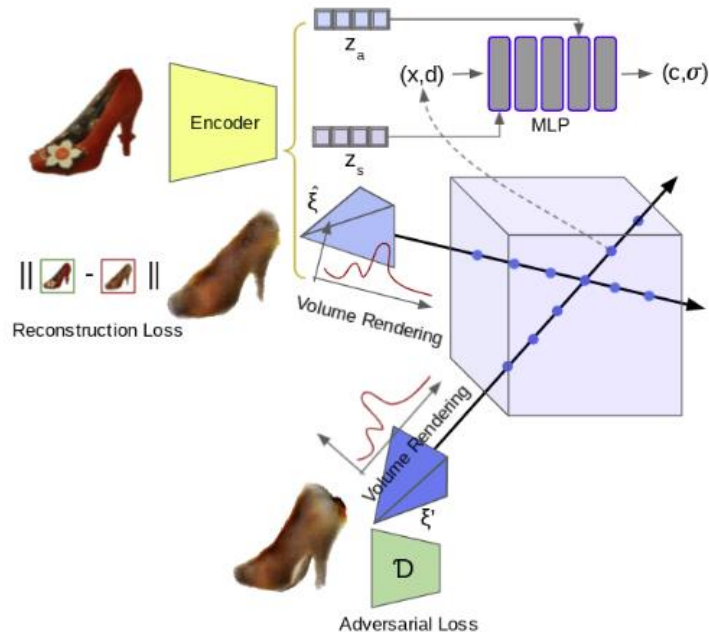 z_a
Encoder
(x,d)
(c,σ)
MLP
z_s
ξ̂
|| - ||
Reconstruction Loss
Volume Rendering
Volume Rendering
ξ'
D
Adversarial Loss